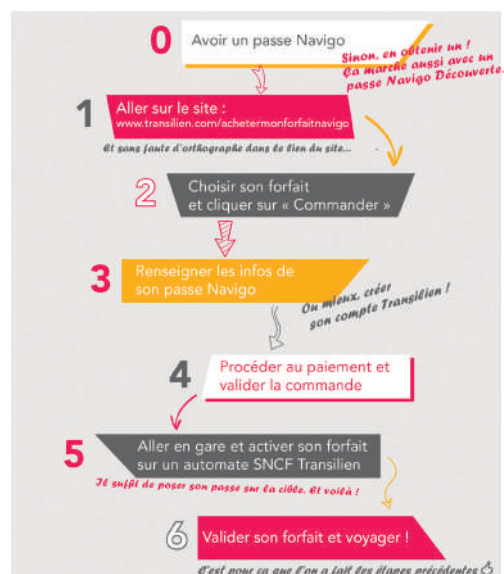 0 Avoir un passe Navigo
Sinon, en obtenir un !
Ça marche aussi avec un
passe Navigo Découverte.
1 Aller sur le site :
www.transilien.com/achetermonforfaitnavigo
Et sans faute d'orthographe dans le lien du site...
2 Choisir son forfait
et cliquer sur « Commander »
3 Renseigner les infos de
son passe Navigo
Ou mieux, créer
son compte Transilien !
4 Procéder au paiement et
valider la commande
5 Aller en gare et activer son forfait
sur un automate SNCF Transilien
Il suffit de poser son passe sur la cible. Et voilà !
6 Valider son forfait et voyager !
C'est pour ça que l'on a fait les étapes précédentes